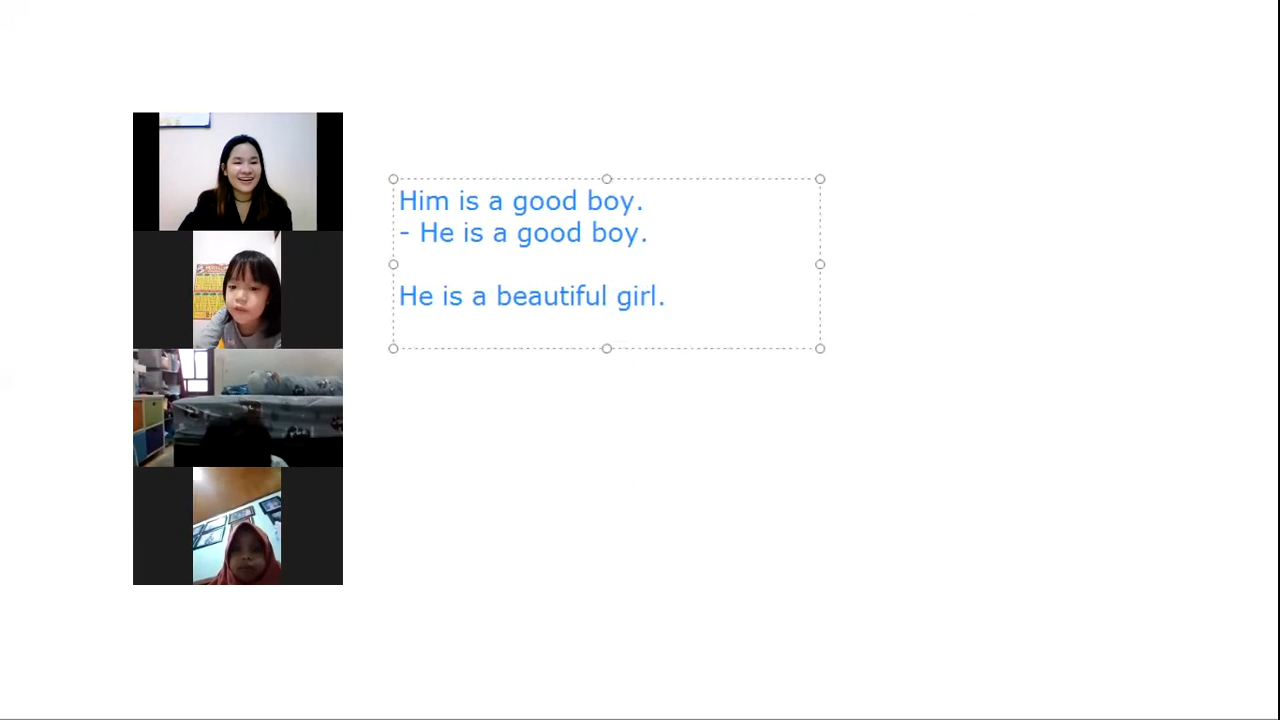 Him is a good boy.
- He is a good boy.
He is a beautiful girl.